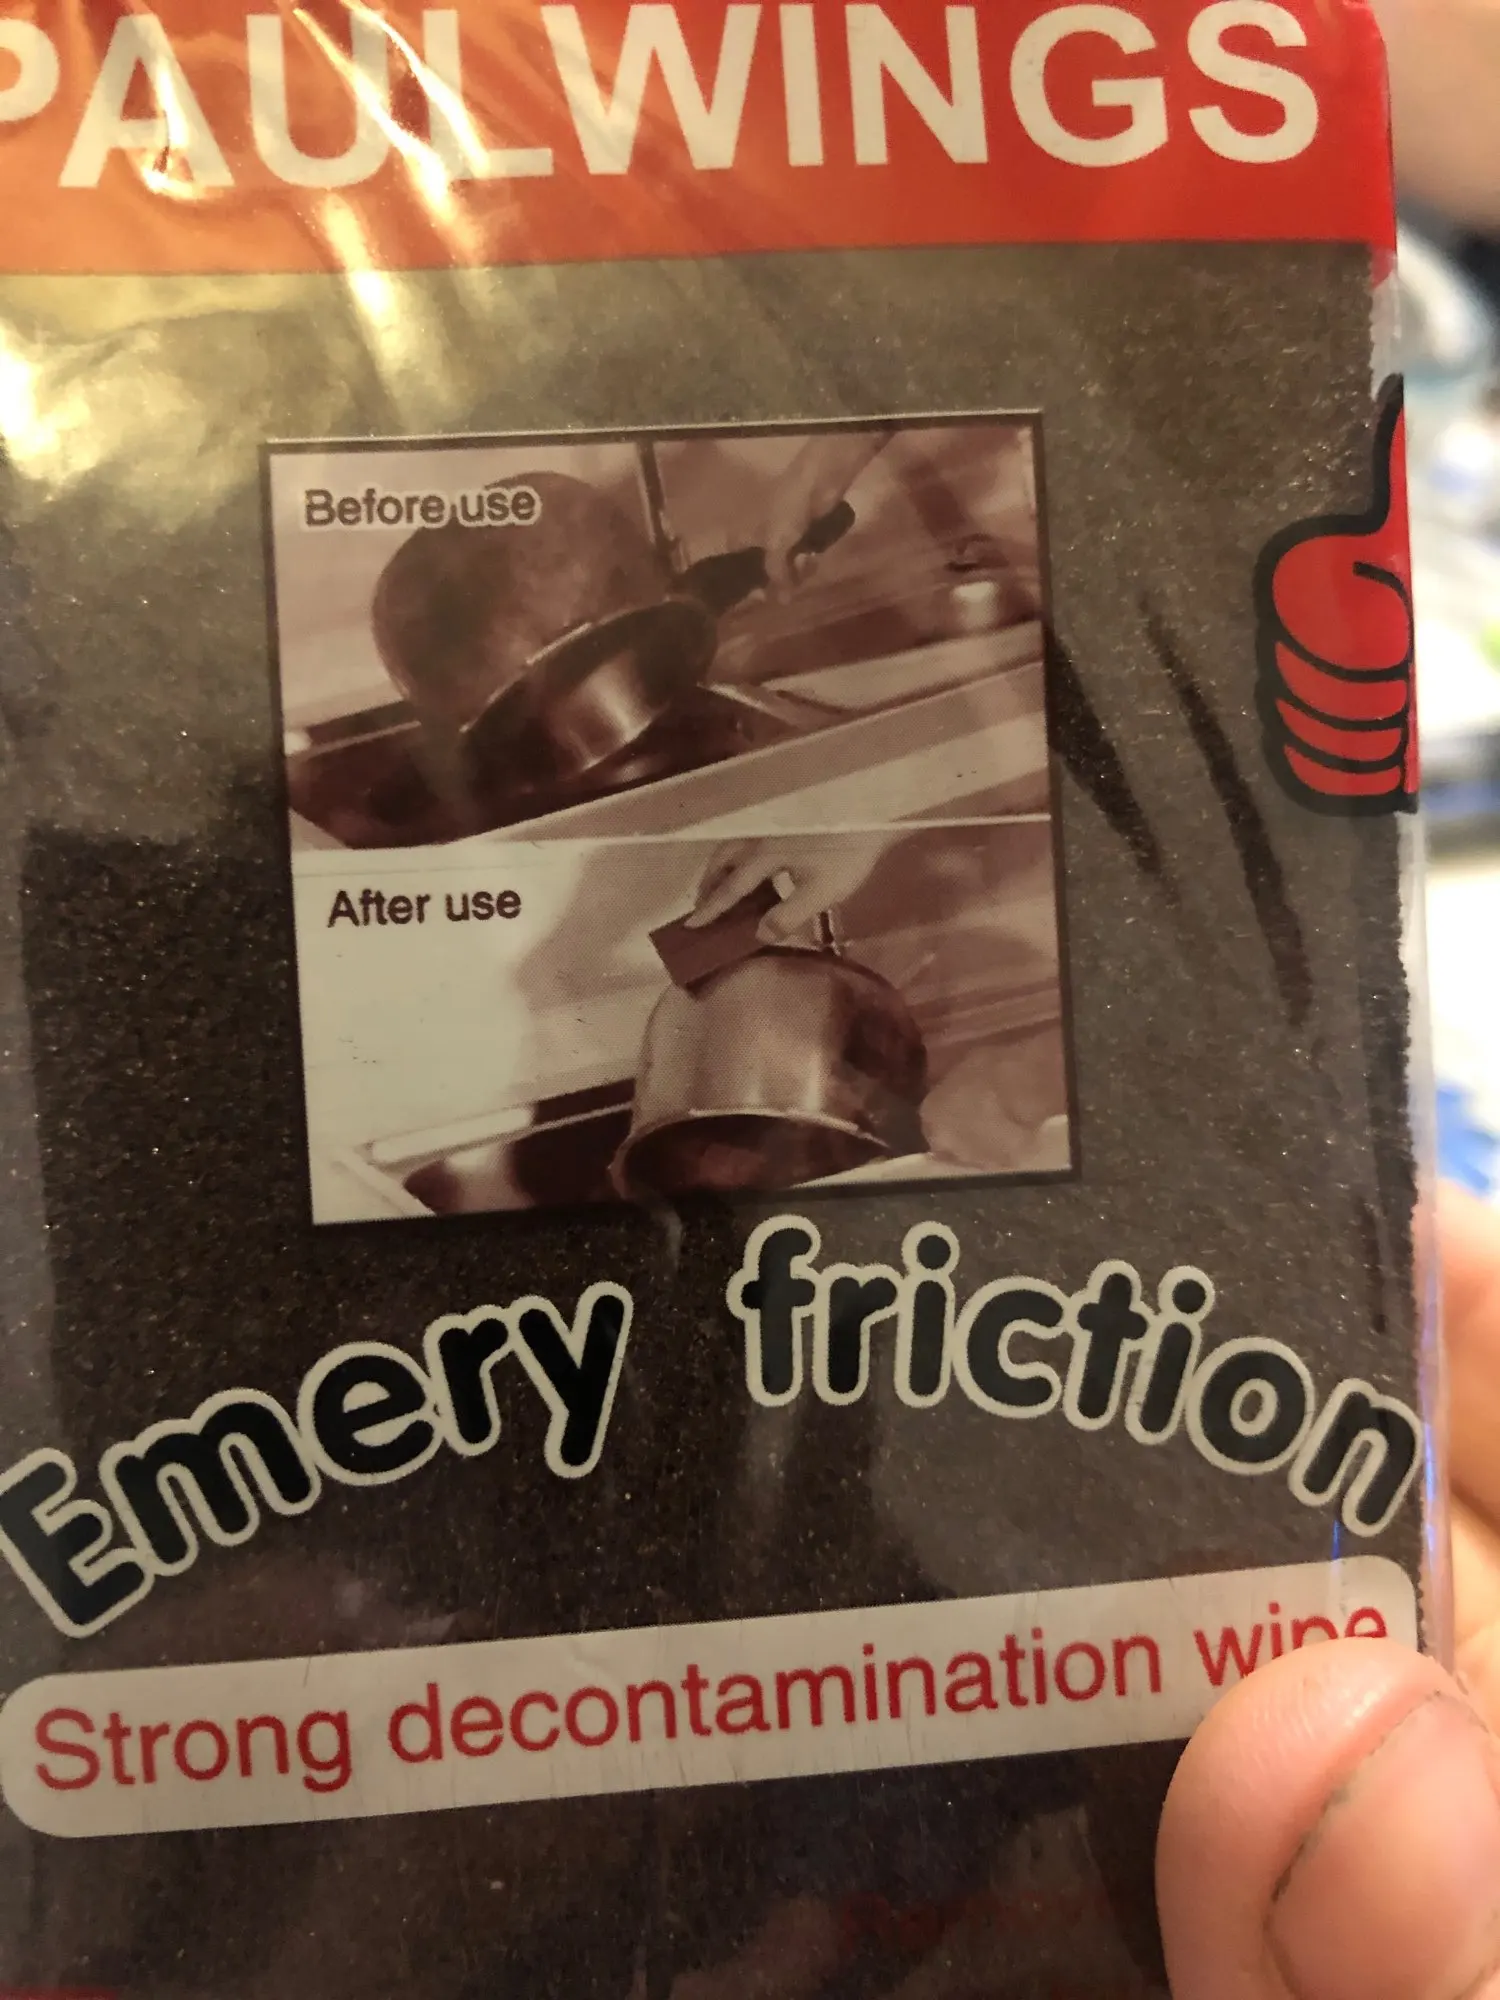 PAULWINGS
Before use
After use
Emery friction
Strong decontamination wipe